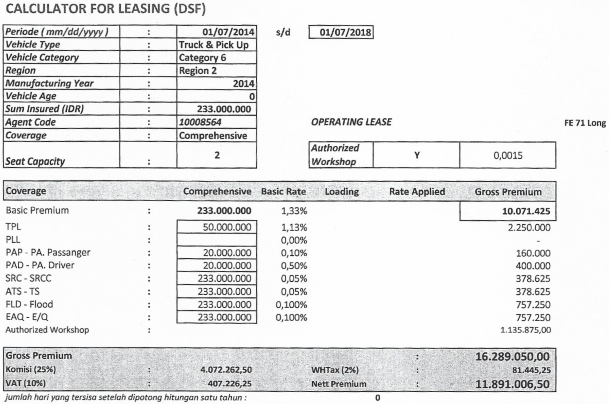 CALCULATOR FOR LEASING (DSF)
Periode ( mm/dd/yyyy ) : 01/07/2014 s/d 01/07/2018
Vehicle Type : Truck & Pick Up
Vehicle Category : Category 6
Region : Region 2
Manufacturing Year : 2014
Vehicle Age : 0
Sum Insured (IDR) : 233.000.000
Agent Code : 10008564 OPERATING LEASE FE 71 Long
Coverage : Comprehensive
Seat Capacity : 2 Authorized Workshop Y 0,0015
Coverage Comprehensive Basic Rate Loading Rate Applied Gross Premium
Basic Premium : 233.000.000 1,33% 10.071.425
TPL : 50.000.000 1,13% 2.250.000
PLL : 0,00% -
PAP - PA. Passanger : 20.000.000 0,10% 160.000
PAD - PA. Driver : 20.000.000 0,50% 400.000
SRC - SRCC : 233.000.000 0,05% 378.625
ATS - TS : 233.000.000 0,05% 378.625
FLD - Flood : 233.000.000 0,100% 757.250
EAQ - E/Q : 233.000.000 0,100% 757.250
Authorized Workshop : 1.135.875,00
Gross Premium : 16.289.050,00
Komisi (25%) : 4.072.262,50 WHTax (2%) : 81.445,25
VAT (10%) : 407.226,25 Nett Premium : 11.891.006,50
jumlah hari yang tersisa setelah dipotong hitungan satu tahun : 0